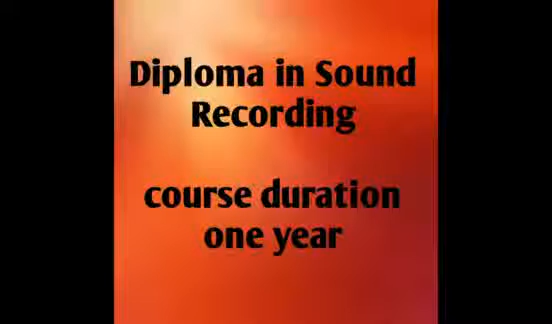 Diploma in Sound
Recording
course duration
one year